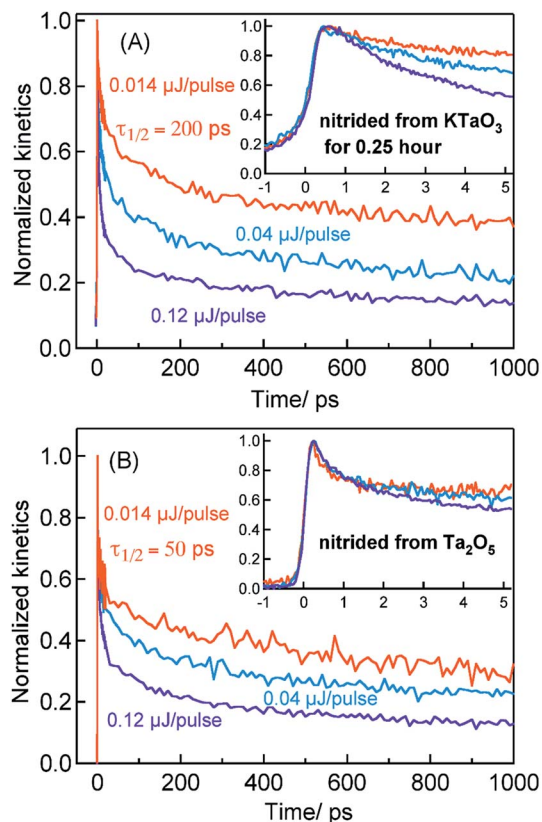 (A)
1.0
0.8
0.6
0.4
0.2
0.0
Normalized kinetics
0.014 µJ/pulse
τ1/2 = 200 ps
0.04 µJ/pulse
0.12 µJ/pulse
1.0
0.8
0.6
0.4
0.2
0.0
nitrided from KTaO3
for 0.25 hour
-1 0 1 2 3 4 5
0 200 400 600 800 1000
Time/ ps
(B)
1.0
0.8
0.6
0.4
0.2
0.0
Normalized kinetics
0.014 µJ/pulse
τ1/2 = 50 ps
0.04 µJ/pulse
0.12 µJ/pulse
1.0
0.8
0.6
0.4
0.2
0.0
nitrided from Ta2O5
-1 0 1 2 3 4 5
0 200 400 600 800 1000
Time/ ps